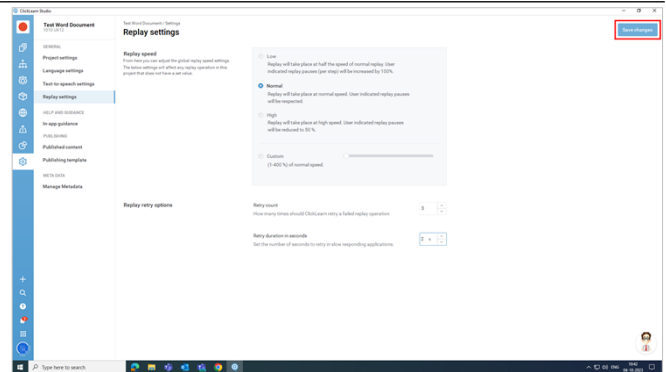 ClickLearn Studio
Test Word Document
Test Word Document / Settings
Replay settings
Save changes
GENERAL
Project settings
Language settings
Text-to-speech settings
Replay settings
HELP AND GUIDANCE
In-app guidance
PUBLISHING
Published content
Publishing template
META DATA
Manage Metadata
Replay speed
From here you can adjust the global replay speed settings.
The below settings will affect any replay operation in this
project that does not have a set value.
Low
Replay will take place at half the speed of normal replay. User
indicated replay pauses (per step) will be increased by 100%.
Normal
Replay will take place at normal speed. User indicated replay pauses
will be respected.
High
Replay will take place at high speed. User indicated replay pauses
will be reduced to 50 %.
Custom
(1-400 %) of normal speed.
Replay retry options
Retry count
How many times should ClickLearn retry a failed replay operation
3
Retry duration in seconds
Set the number of seconds to retry in slow responding applications.
2
Type here to search
ENG
16:42
04-10-2023